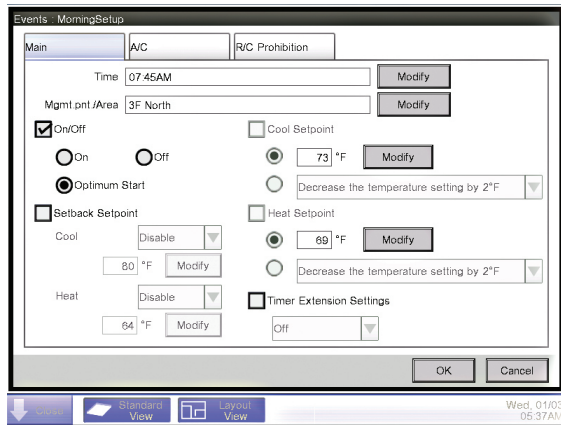 Events : MorningSetup
Main
A/C
R/C Prohibition
Time
07:45AM
Modify
Mgmt.pnt./Area
3F North
Modify
On/Off
Cool Setpoint
On
Off
73 °F
Modify
Optimum Start
Decrease the temperature setting by 2°F
Setback Setpoint
Heat Setpoint
Cool
Disable
69 °F
Modify
80 °F
Modify
Decrease the temperature setting by 2°F
Heat
Disable
Timer Extension Settings
64 °F
Modify
Off
OK
Cancel
Close
Standard
View
Layout
View
Wed, 01/03
05:37AM